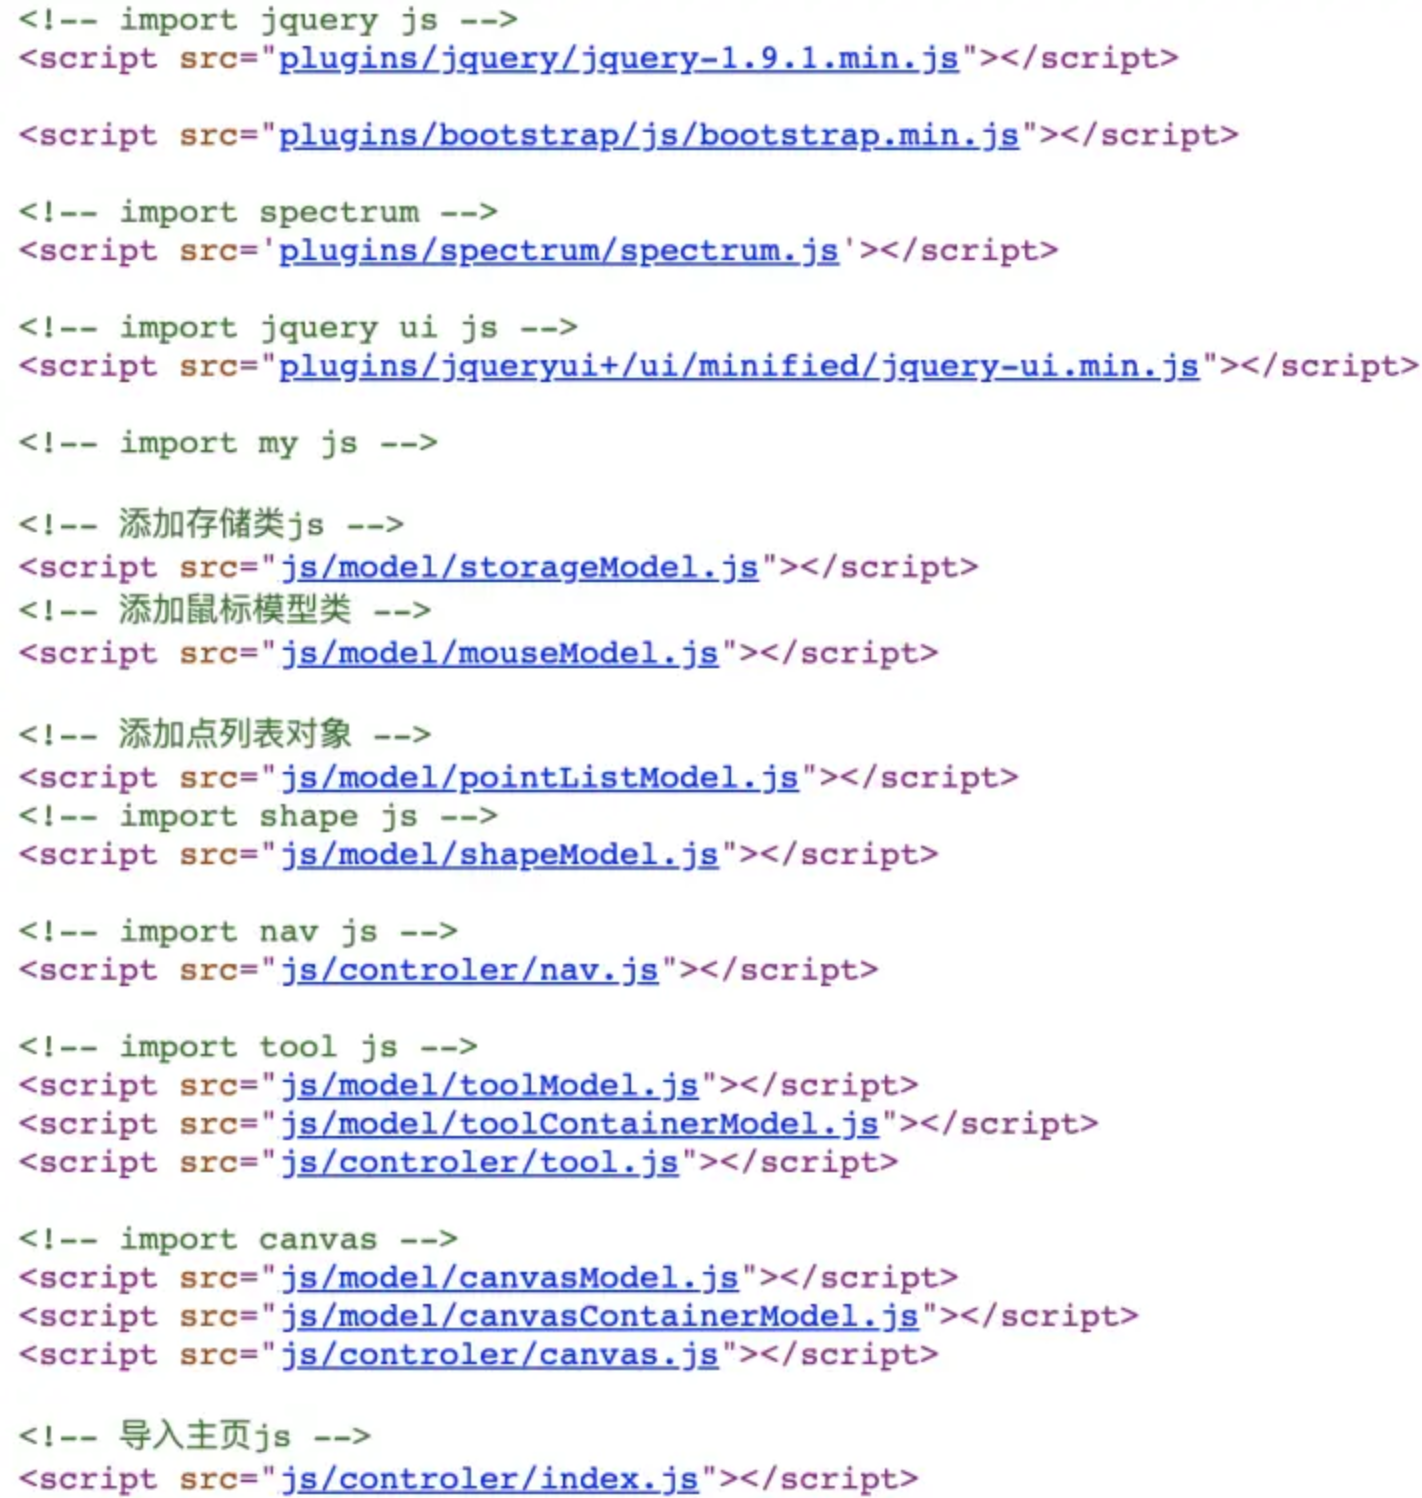 <!-- import jquery js -->
<script src="plugins/jquery/jquery-1.9.1.min.js"></script>
<script src="plugins/bootstrap/js/bootstrap.min.js"></script>
<!-- import spectrum -->
<script src='plugins/spectrum/spectrum.js'></script>
<!-- import jquery ui js -->
<script src="plugins/jqueryui+/ui/minified/jquery-ui.min.js"></script>
<!-- import my js -->
<!-- 添加存储类js -->
<script src="js/model/storageModel.js"></script>
<!-- 添加鼠标模型类 -->
<script src="js/model/mouseModel.js"></script>
<!-- 添加点列表对象 -->
<script src="js/model/pointListModel.js"></script>
<!-- import shape js -->
<script src="js/model/shapeModel.js"></script>
<!-- import nav js -->
<script src="js/controler/nav.js"></script>
<!-- import tool js -->
<script src="js/model/toolModel.js"></script>
<script src="js/model/toolContainerModel.js"></script>
<script src="js/controler/tool.js"></script>
<!-- import canvas -->
<script src="js/model/canvasModel.js"></script>
<script src="js/model/canvasContainerModel.js"></script>
<script src="js/controler/canvas.js"></script>
<!-- 导入主页js -->
<script src="js/controler/index.js"></script>